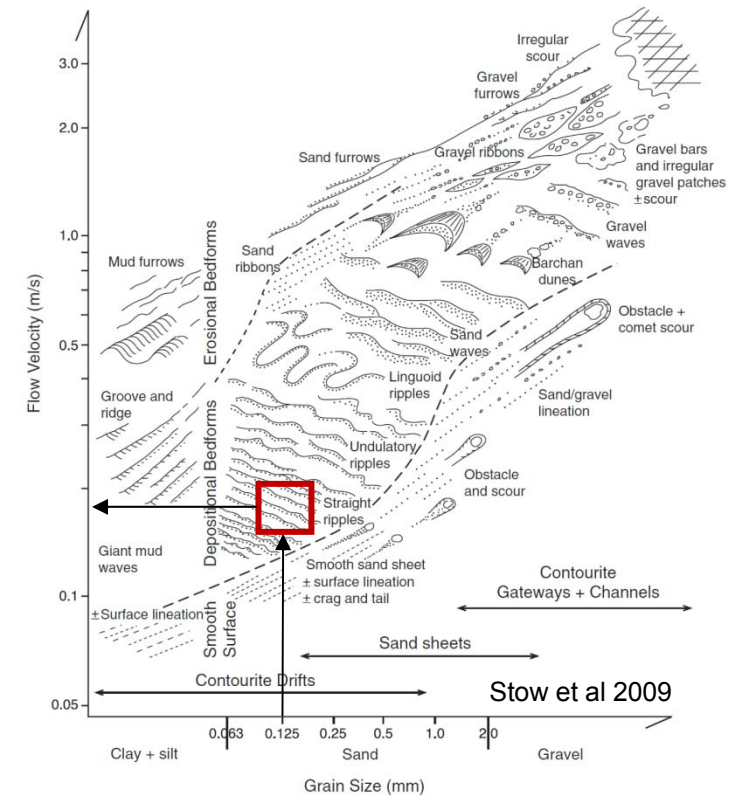 Irregular
scour
Gravel
furrows
3.0
2.0
Sand furrows
Gravel ribbons
Gravel bars
and irregular
gravel patches
± scour
1.0
Gravel
waves
Sand
ribbons
Mud furrows
Barchan
dunes
Erosional Bedforms
Flow Velocity (m/s)
Obstacle +
comet scour
0.5
Sand
waves
Linguoid
ripples
Groove and
ridge
Sand/gravel
lineation
Undulatory
ripples
Depositional Bedforms
Obstacle
and scour
Straight
ripples
Giant mud
waves
Smooth sand sheet
± surface lineation
± crag and tail
Contourite
Gateways + Channels
0.1
±Surface lineation
Smooth
Surface
Sand sheets
Contourite Drifts
Stow et al 2009
0.05
0.063 0.125 0.25 0.5 1.0 20
Clay + silt Sand Gravel
Grain Size (mm)